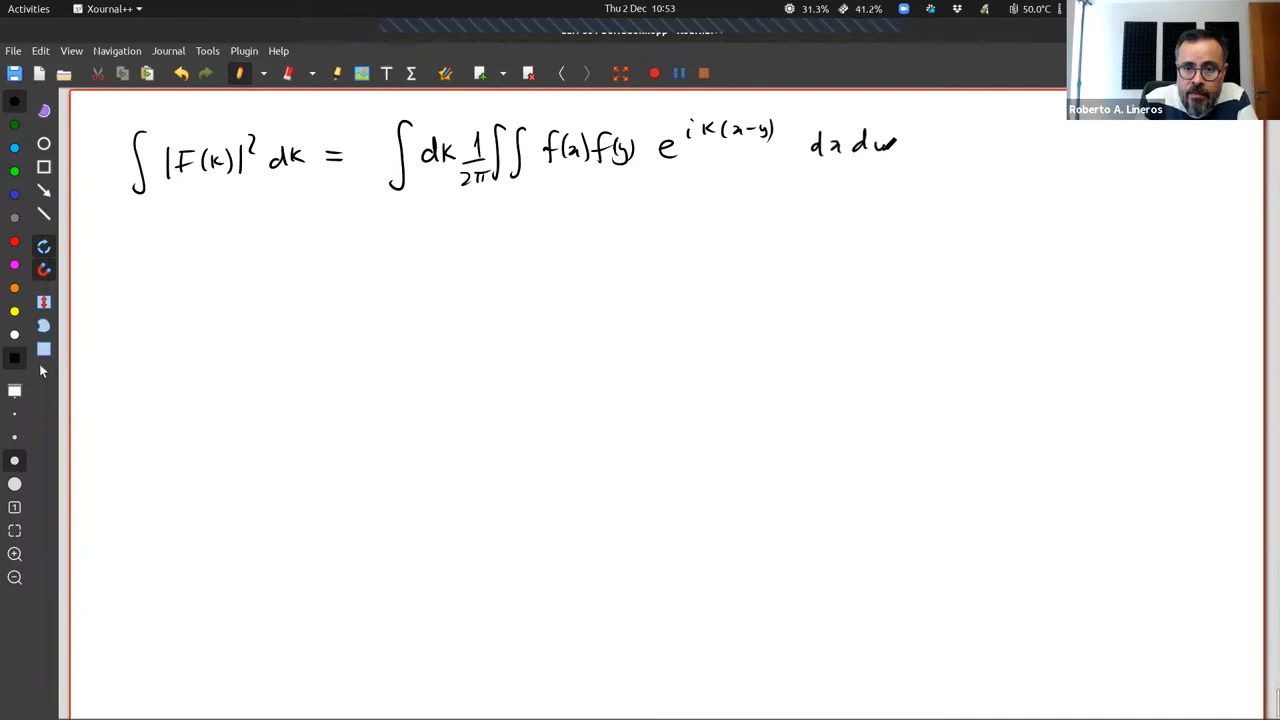 Activities Xournal++ Thu 2 Dec 10:53 31.3% 41.2% 50.0°C
File Edit View Navigation Journal Tools Plugin Help
Roberto A. Lineros
∫ |F(k)|² dk = ∫ dk 1/2π ∫∫ f(x)f(y) e^{ik(x-y)} dx